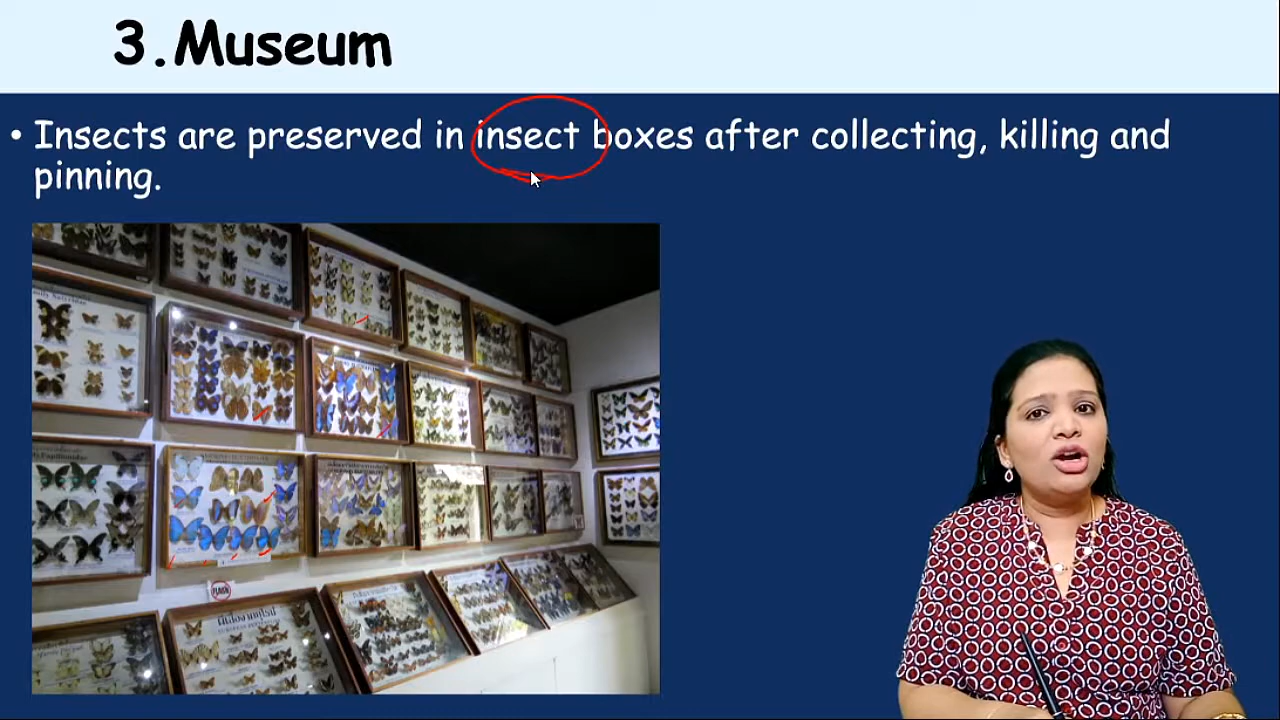 3.Museum
• Insects are preserved in insect boxes after collecting, killing and
pinning.